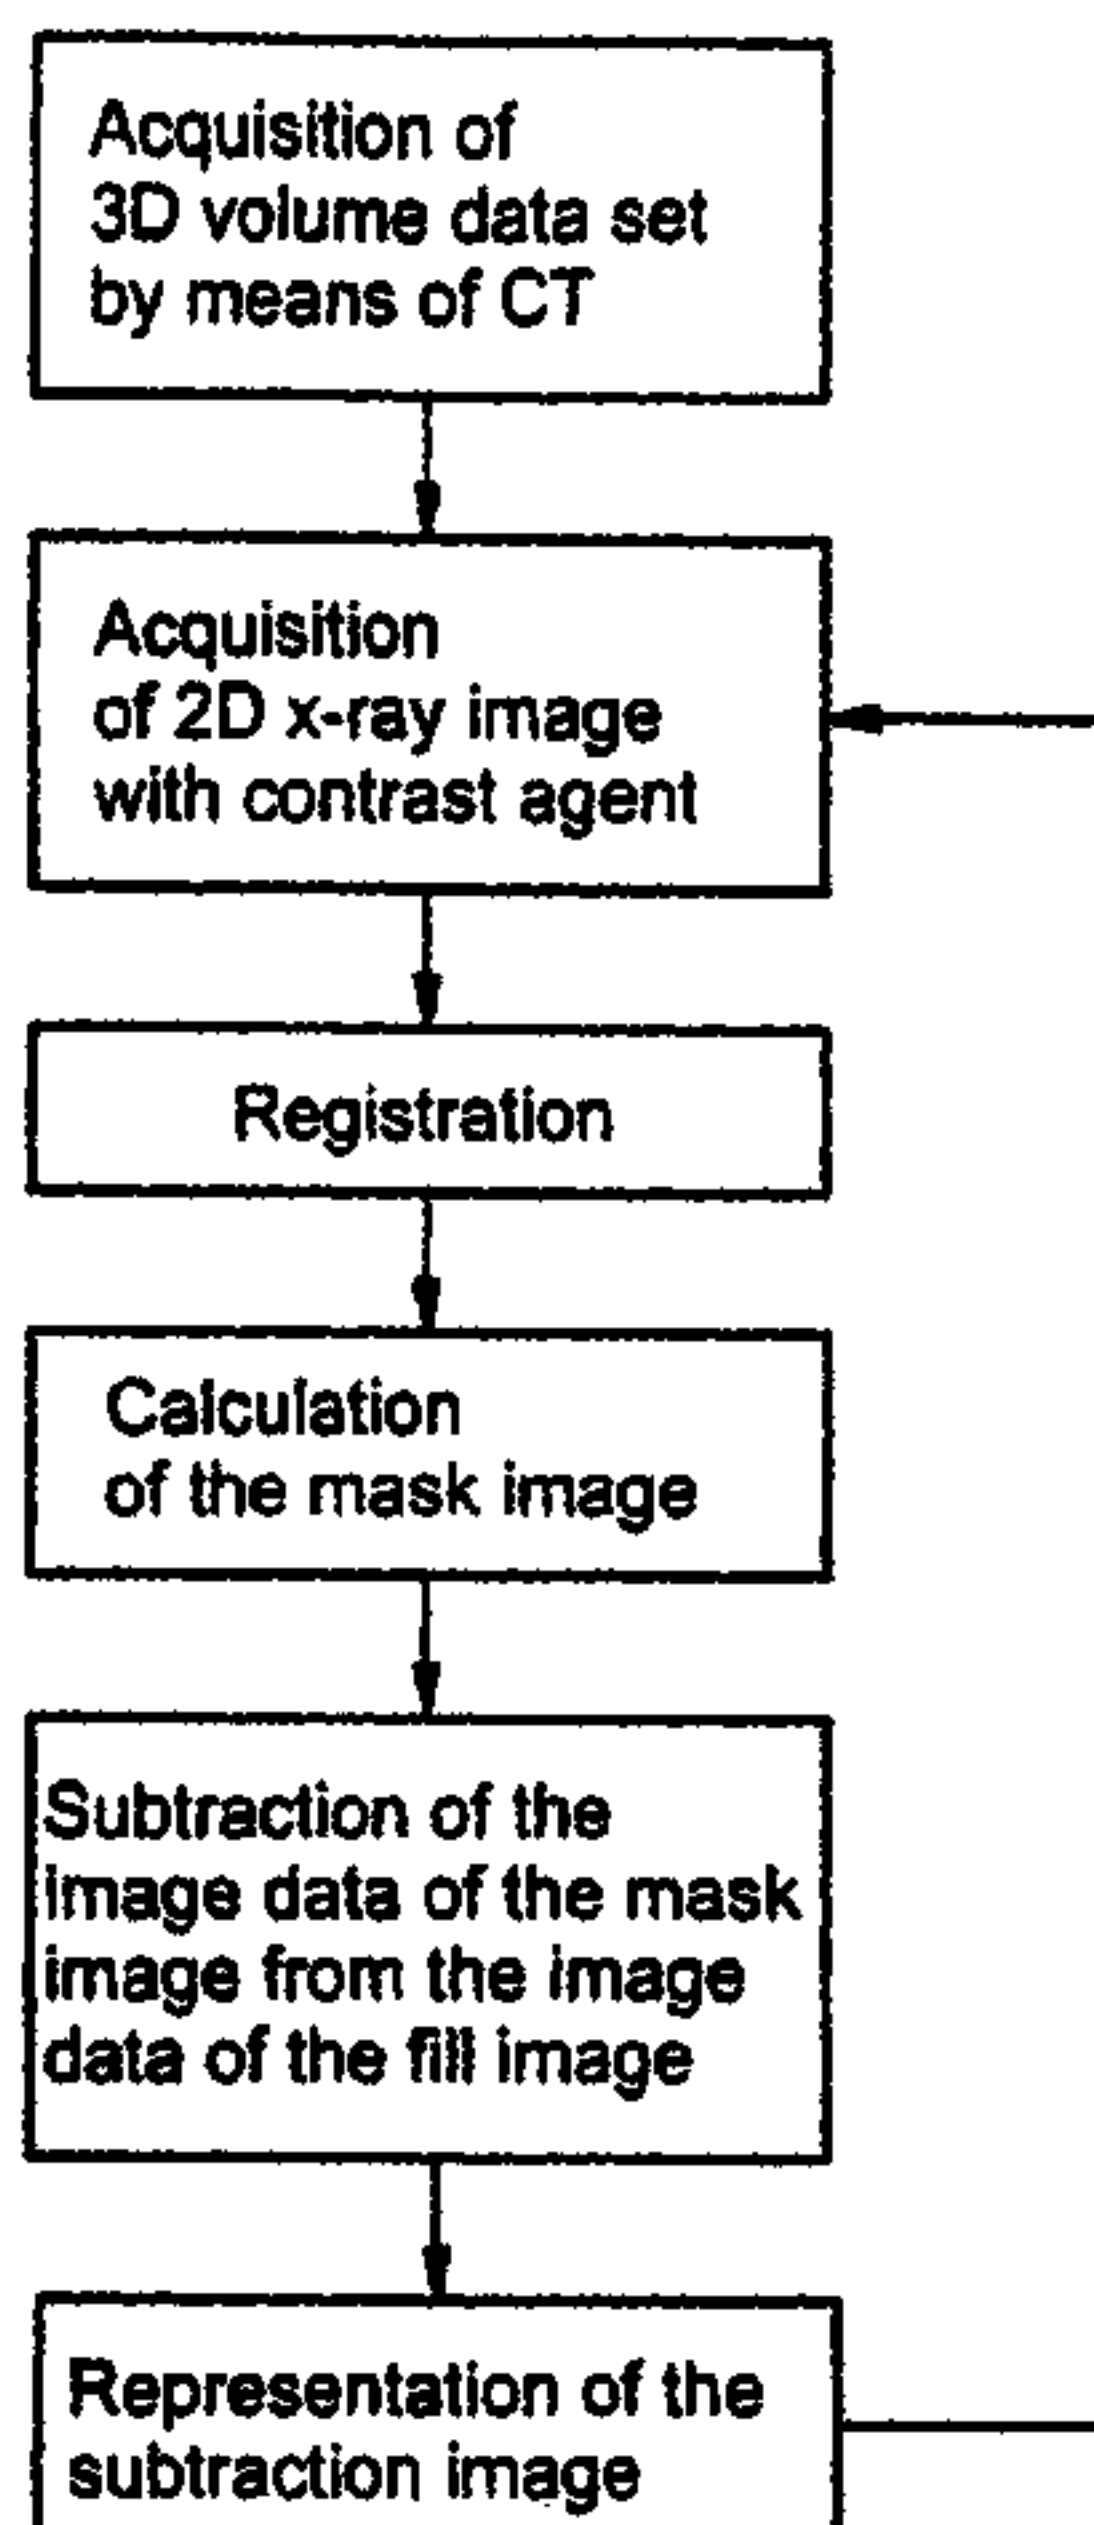 Acquisition of
3D volume data set
by means of CT
Acquisition
of 2D x-ray image
with contrast agent
Registration
Calculation
of the mask image
Subtraction of the
image data of the mask
image from the image
data of the fill image
Representation of the
subtraction image